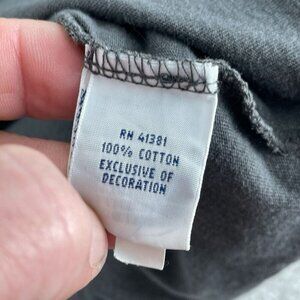 RN 41381
100% COTTON
EXCLUSIVE OF
DECORATION